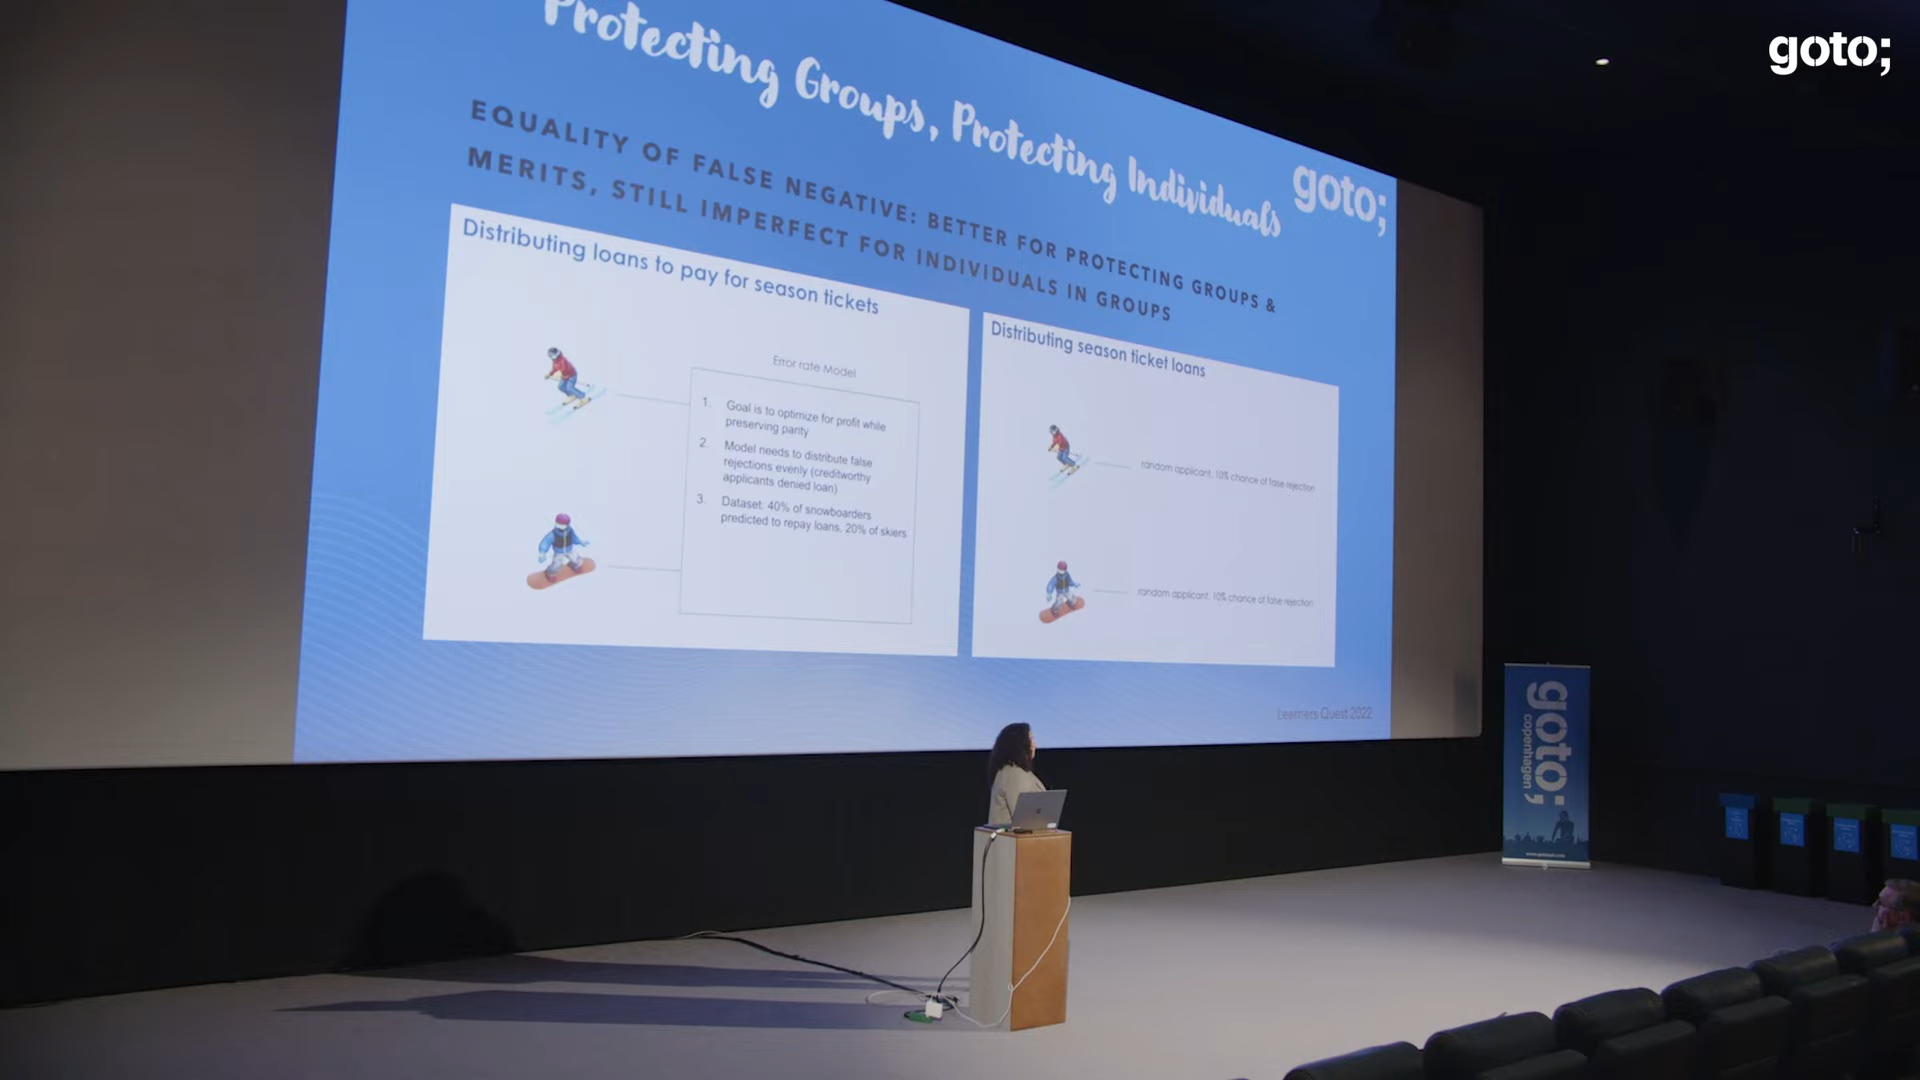 goto;
Protecting Groups, Protecting Individuals
goto;
EQUALITY OF FALSE NEGATIVE: BETTER FOR PROTECTING GROUPS &
MERITS, STILL IMPERFECT FOR INDIVIDUALS IN GROUPS
Distributing loans to pay for season tickets
Error rate Model
1. Goal is to optimize for profit while
preserving parity
2. Model needs to distribute false
rejections evenly (creditworthy
applicants denied loan)
3. Dataset: 40% of snowboarders
predicted to repay loans, 20% of skiers
Distributing season ticket loans
random applicant, 10% chance of false rejection
random applicant, 10% chance of false rejection
Learners Quest 2022
goto;
copenhagen